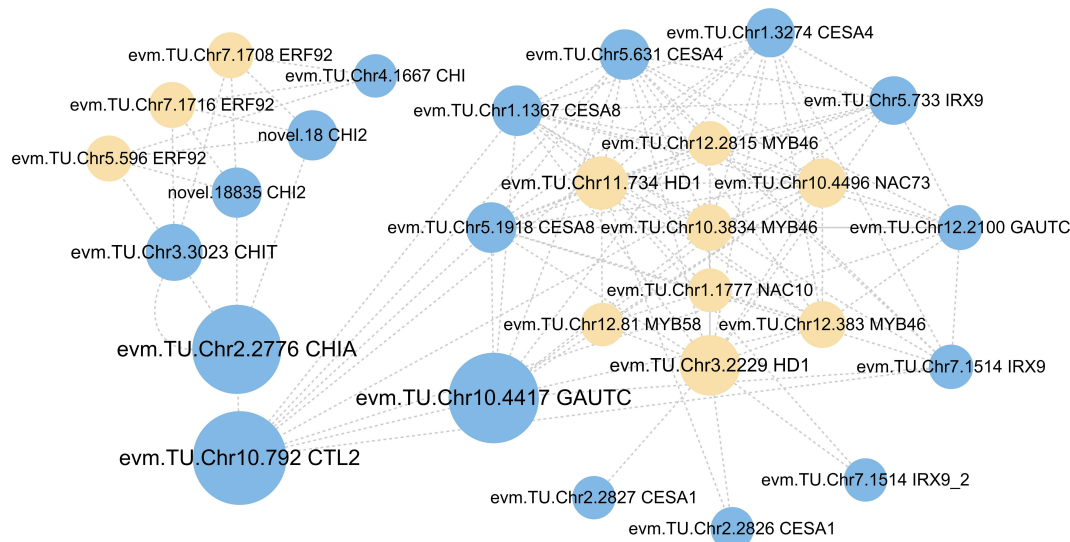 evm.TU.Chr1.3274 CESA4
evm.TU.Chr7.1708 ERF92
evm.TU.Chr5.631 CESA4
evm.TU.Chr4.1667 CHI
evm.TU.Chr5.733 IRX9
evm.TU.Chr7.1716 ERF92
evm.TU.Chr1.1367 CESA8
novel.18 CHI2
evm.TU.Chr12.2815 MYB46
evm.TU.Chr5.596 ERF92
evm.TU.Chr11.734 HD1
evm.TU.Chr10.4496 NAC73
novel.18835 CHI2
evm.TU.Chr5.1918 CESA8
evm.TU.Chr10.3834 MYB46
evm.TU.Chr12.2100 GAUTC
evm.TU.Chr3.3023 CHIT
evm.TU.Chr1.1777 NAC10
evm.TU.Chr12.81 MYB58
evm.TU.Chr12.383 MYB46
evm.TU.Chr2.2776 CHIA
evm.TU.Chr3.2229 HD1
evm.TU.Chr7.1514 IRX9
evm.TU.Chr10.4417 GAUTC
evm.TU.Chr10.792 CTL2
evm.TU.Chr7.1514 IRX9_2
evm.TU.Chr2.2827 CESA1
evm.TU.Chr2.2826 CESA1